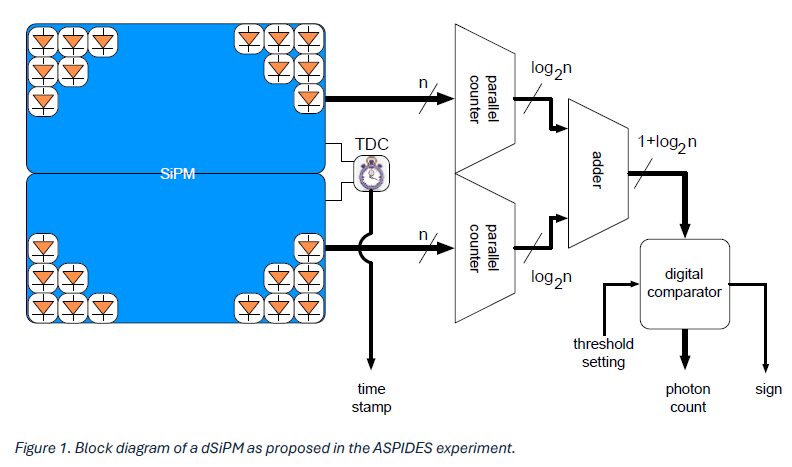 n
log2n
parallel
counter
TDC
1+log2n
SiPM
adder
n
parallel
counter
log2n
digital
comparator
threshold
setting
time
stamp
photon
count
sign
Figure 1. Block diagram of a dSiPM as proposed in the ASPIDES experiment.